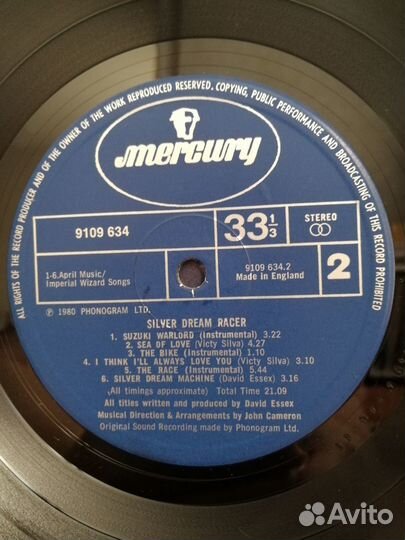 ALL RIGHTS OF THE RECORD PRODUCER AND OF THE OWNER OF THE WORK REPRODUCED RESERVED. COPYING, PUBLIC PERFORMANCE AND BROADCASTING OF THIS RECORD PROHIBITED
mercury
9109 634
33 1/3
STEREO
1-6.April Music/
Imperial Wizard Songs
9109 634.2
Made in England
2
℗ 1980 PHONOGRAM LTD.
SILVER DREAM RACER
1. SUZUKI WARLORD (Instrumental) 3.22
2. SEA OF LOVE (Victy Silva) 4.27
3. THE BIKE (Instrumental) 1.10
4. I THINK I'LL ALWAYS LOVE YOU (Victy Silva) 3.10
5. THE RACE (Instrumental) 5.44
6. SILVER DREAM MACHINE (David Essex) 3.16
(All timings approximate) Total Time 21.09
All titles written and produced by David Essex
Musical Direction & Arrangements by John Cameron
Original Sound Recording made by Phonogram Ltd.
Avito